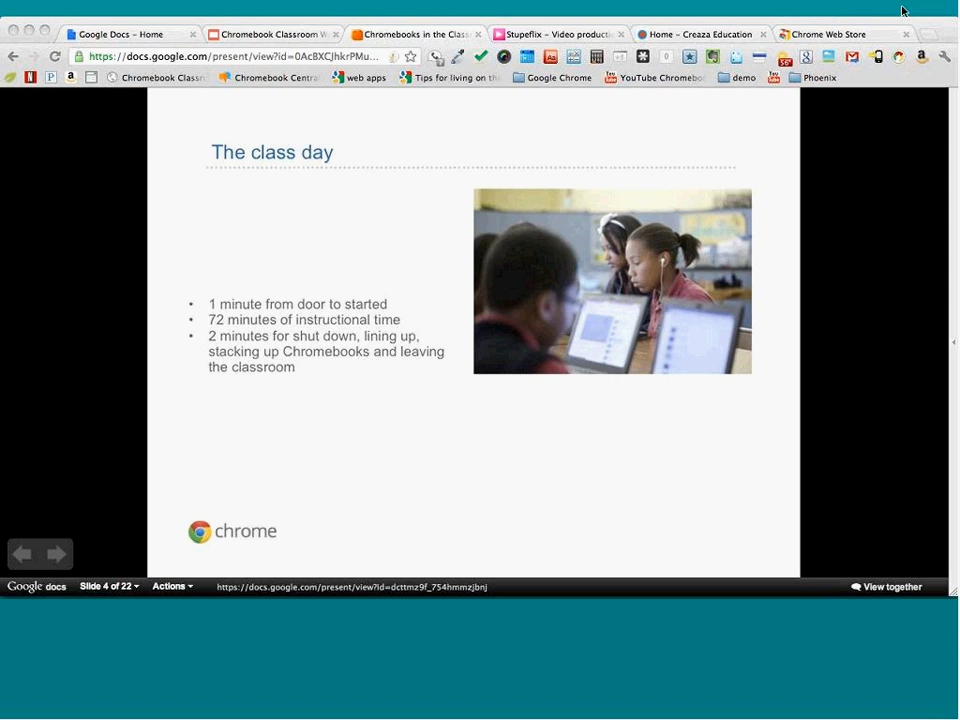 Google Docs - Home
Chromebook Classroom W
Chromebooks in the Class
Stupeflix - Video producti
Home - Creazza Education
Chrome Web Store
https://docs.google.com/present/view?id=0AcBXCJhkrPMu...
Chromebook Classr
Chromebook Central
web apps
Tips for living on th
Google Chrome
YouTube Chromeboo
demo
Phoenix
The class day
• 1 minute from door to started
• 72 minutes of instructional time
• 2 minutes for shut down, lining up,
stacking up Chromebooks and leaving
the classroom
chrome
Google docs
Slide 4 of 22
Actions
https://docs.google.com/present/view?id=dcttmz9f_754hmmzjbnj
View together